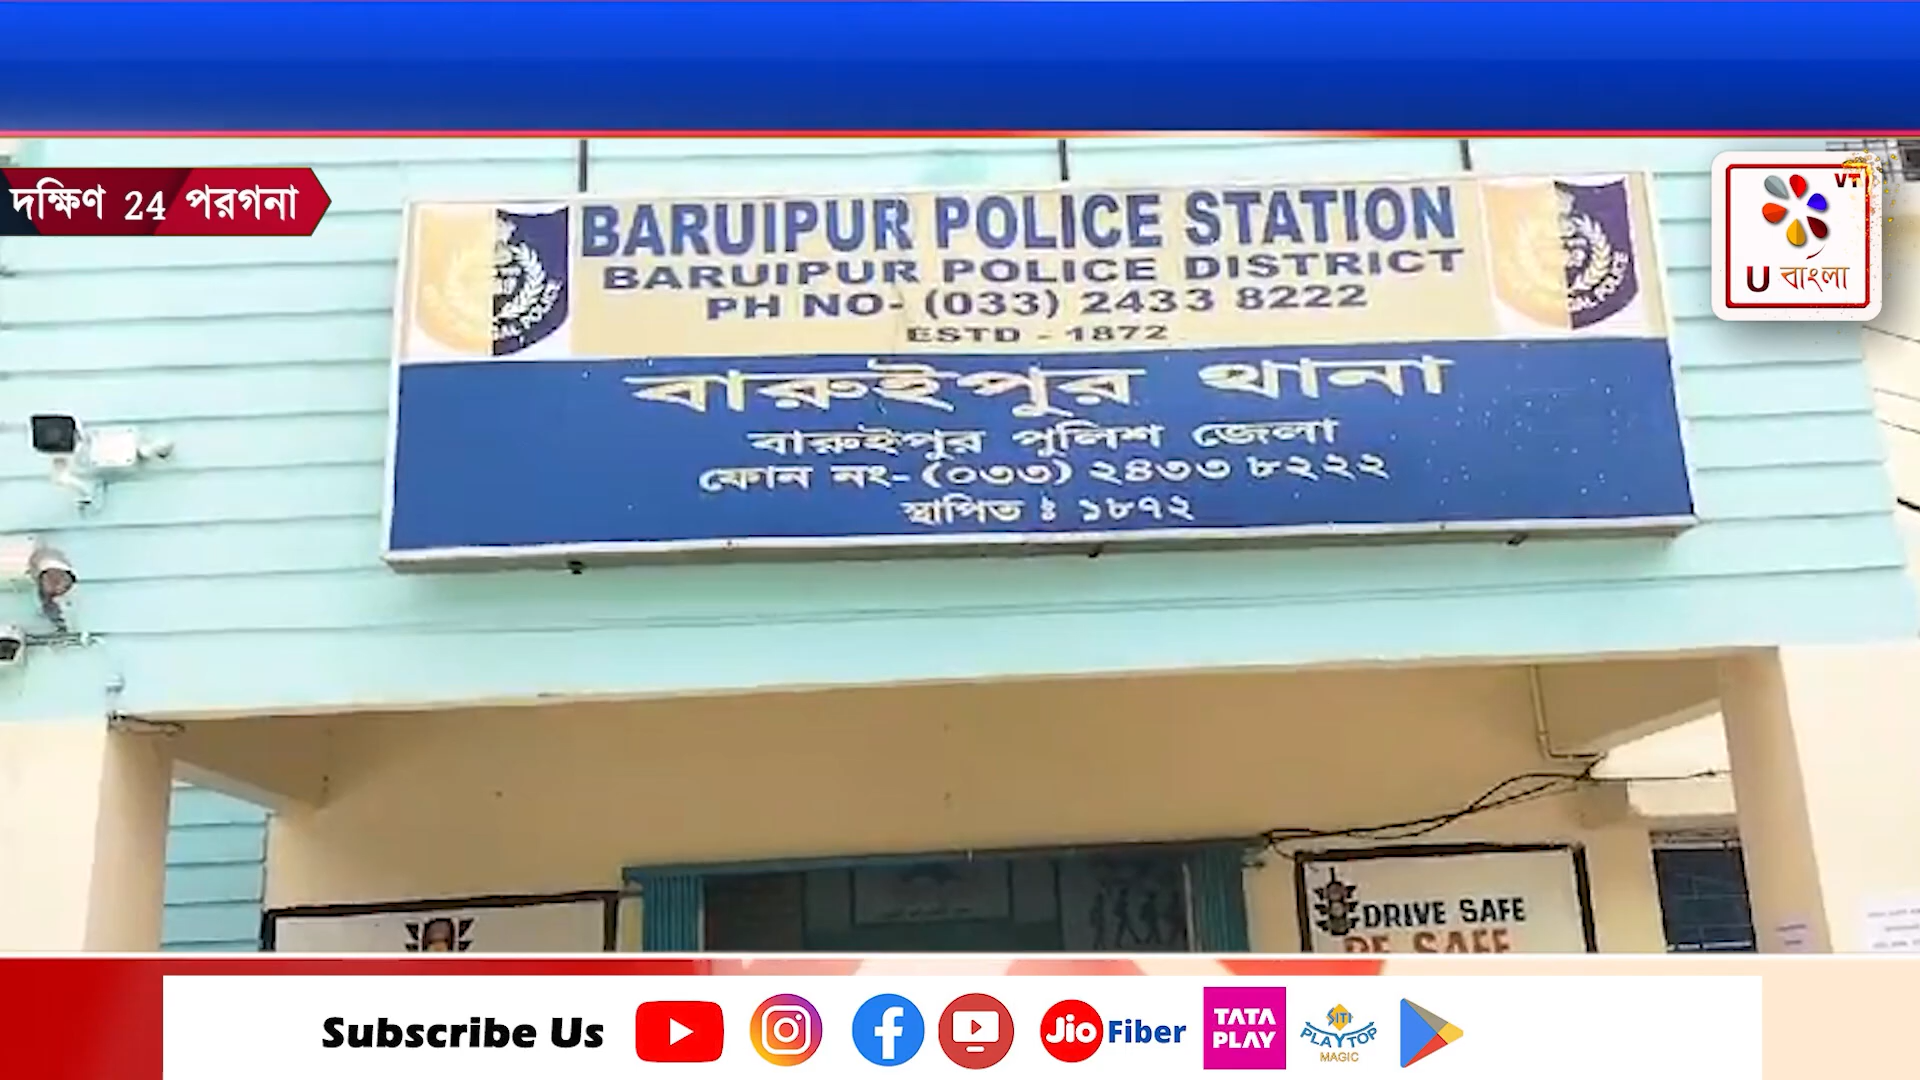 দক্ষিণ 24 পরগনা
VT
U বাংলা
BARUIPUR POLICE STATION
BARUIPUR POLICE DISTRICT
PH NO- (033) 2433 8222
ESTD - 1872
বারুইপুর থানা
বারুইপুর পুলিশ জেলা
ফোন নং- (০৩৩) ২৪৩৩ ৮২২২
স্থাপিত ঃ ১৮৭২
DRIVE SAFE
Subscribe Us
Jio Fiber
TATA
PLAY
SITI
PLAYTOP
MAGIC